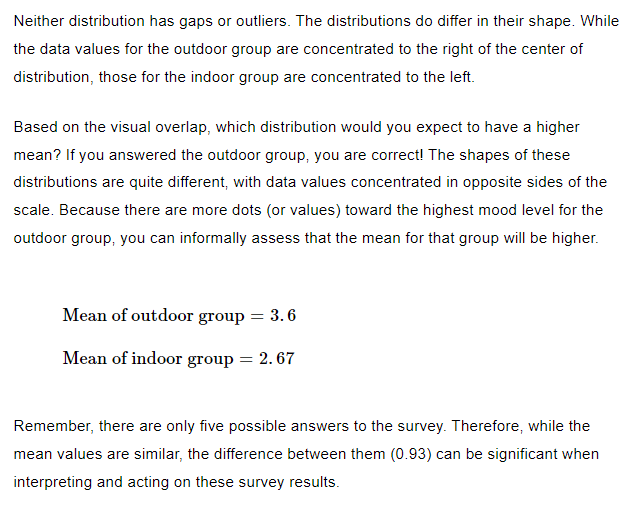 Neither distribution has gaps or outliers. The distributions do differ in their shape. While
the data values for the outdoor group are concentrated to the right of the center of
distribution, those for the indoor group are concentrated to the left.
Based on the visual overlap, which distribution would you expect to have a higher
mean? If you answered the outdoor group, you are correct! The shapes of these
distributions are quite different, with data values concentrated in opposite sides of the
scale. Because there are more dots (or values) toward the highest mood level for the
outdoor group, you can informally assess that the mean for that group will be higher.
Mean of outdoor group = 3.6
Mean of indoor group = 2.67
Remember, there are only five possible answers to the survey. Therefore, while the
mean values are similar, the difference between them (0.93) can be significant when
interpreting and acting on these survey results.